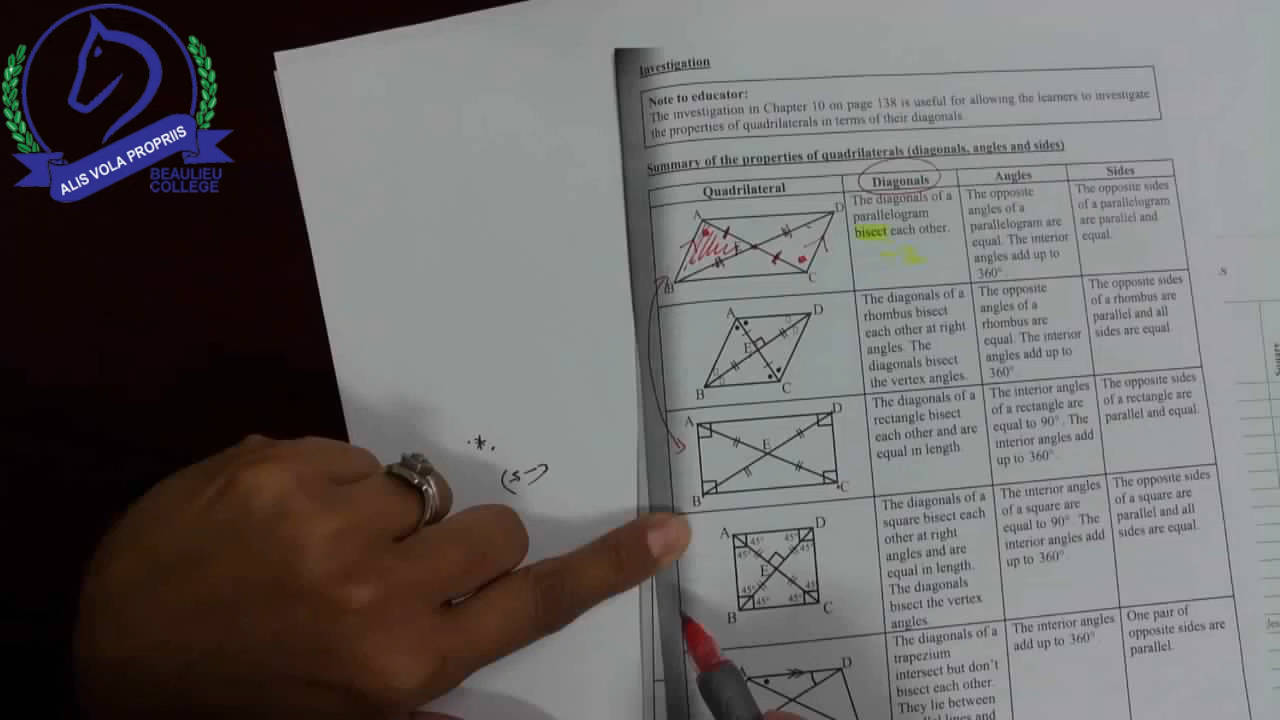 ALIS VOLA PROPRIIS
BEAULIEU
COLLEGE
Investigation
Note to educator:
The investigation in Chapter 10 on page 138 is useful for allowing the learners to investigate
the properties of quadrilaterals in terms of their diagonals.
Summary of the properties of quadrilaterals (diagonals, angles and sides)
Quadrilateral
Diagonals
Angles
Sides
A
D
E
B
C
The diagonals of a
parallelogram
bisect each other.
The opposite
angles of a
parallelogram are
equal. The interior
angles add up to
360°.
The opposite sides
of a parallelogram
are parallel and
equal.
A
D
E
B
C
The diagonals of a
rhombus bisect
each other at right
angles. The
diagonals bisect
the vertex angles.
The opposite
angles of a
rhombus are
equal. The interior
angles add up to
360°
The opposite sides
of a rhombus are
parallel and all
sides are equal.
A
D
E
B
C
The diagonals of a
rectangle bisect
each other and are
equal in length.
The interior angles
of a rectangle are
equal to 90°. The
interior angles add
up to 360°
The opposite sides
of a rectangle are
parallel and equal.
A
D
45°
45°
45°
45°
E
45°
45°
45°
45°
B
C
The diagonals of a
square bisect each
other at right
angles and are
equal in length.
The diagonals
bisect the vertex
angles.
The interior angles
of a square are
equal to 90°. The
interior angles add
up to 360°
The opposite sides
of a square are
parallel and all
sides are equal.
A
D
The diagonals of a
trapezium
intersect but don't
bisect each other.
They lie between
lines and
The interior angles
add up to 360°
One pair of
opposite sides are
parallel.